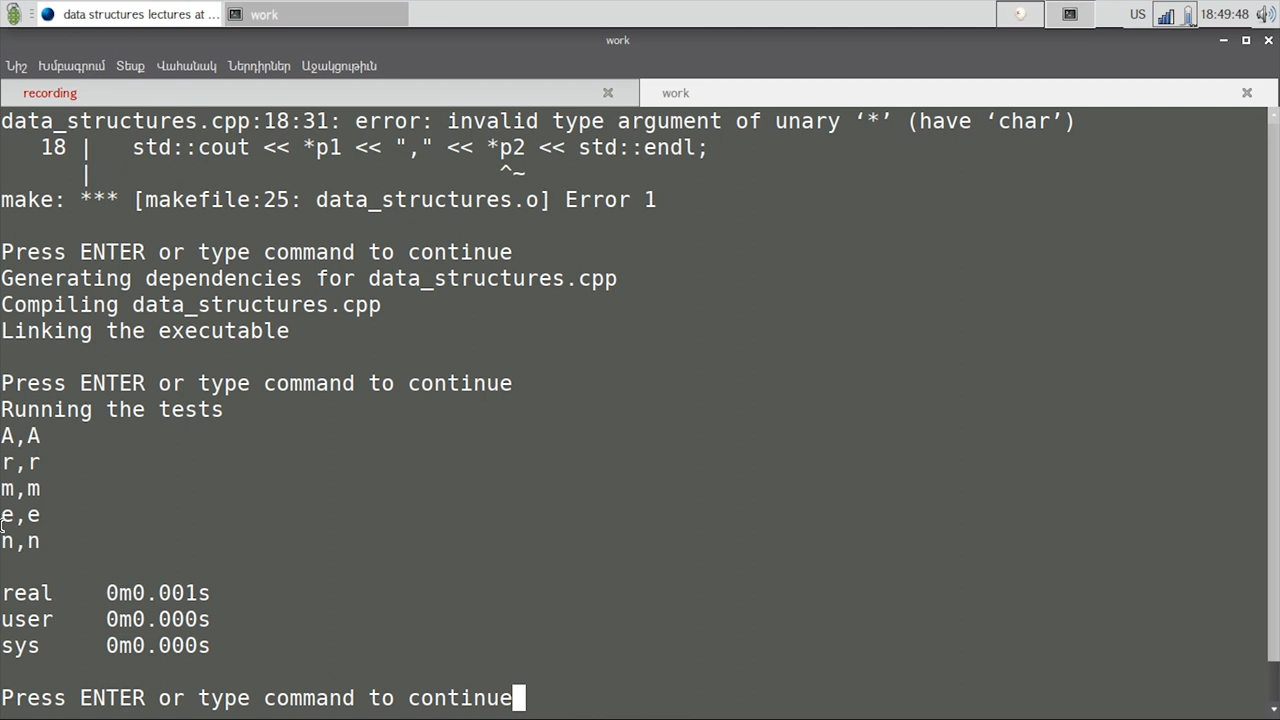 data structures lectures at ...
work
US
18:49:48
work
Նիշ Խմբագրում Տեսք Վահանակ Ներդիրներ Աջակցութիւն
recording
work
data_structures.cpp:18:31: error: invalid type argument of unary ‘*’ (have ‘char’)
18 | std::cout << *p1 << "," << *p2 << std::endl;
| ^~
make: *** [makefile:25: data_structures.o] Error 1
Press ENTER or type command to continue
Generating dependencies for data_structures.cpp
Compiling data_structures.cpp
Linking the executable
Press ENTER or type command to continue
Running the tests
A,A
r,r
m,m
e,e
n,n
real 0m0.001s
user 0m0.000s
sys 0m0.000s
Press ENTER or type command to continue